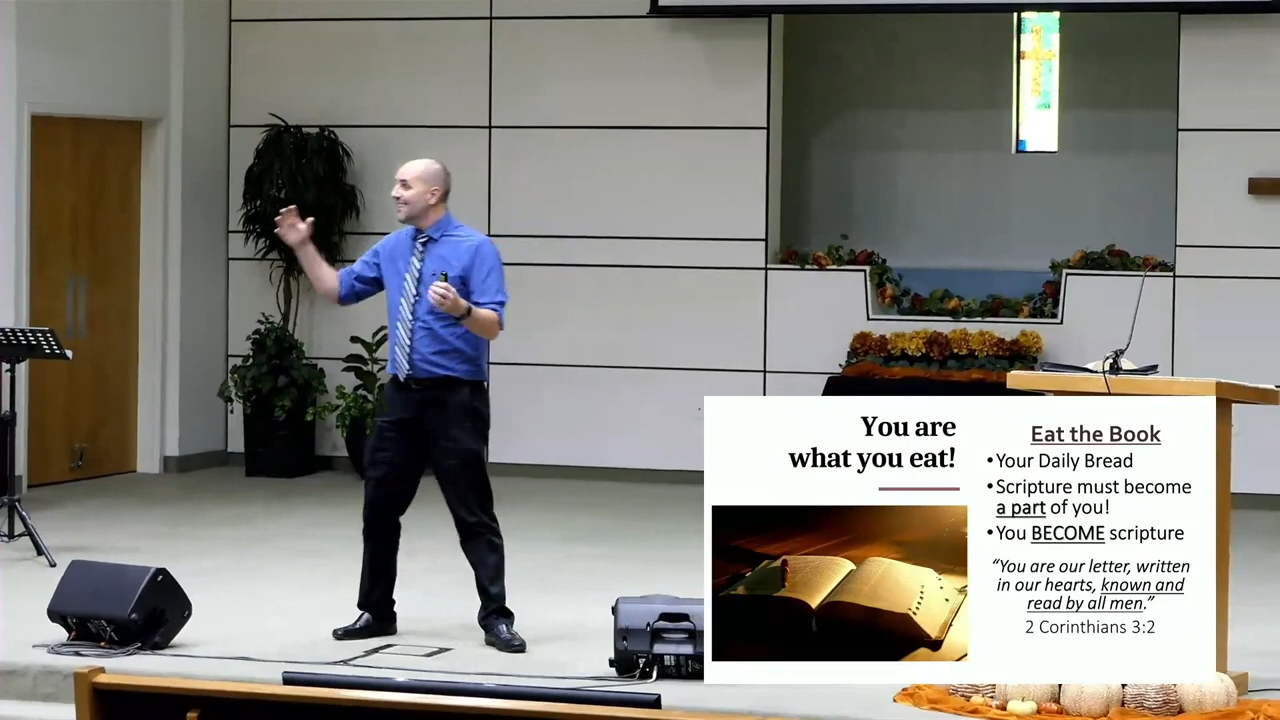 You are
what you eat!
Eat the Book
•Your Daily Bread
•Scripture must become
a part of you!
•You BECOME scripture
“You are our letter, written
in our hearts, known and
read by all men.”
2 Corinthians 3:2